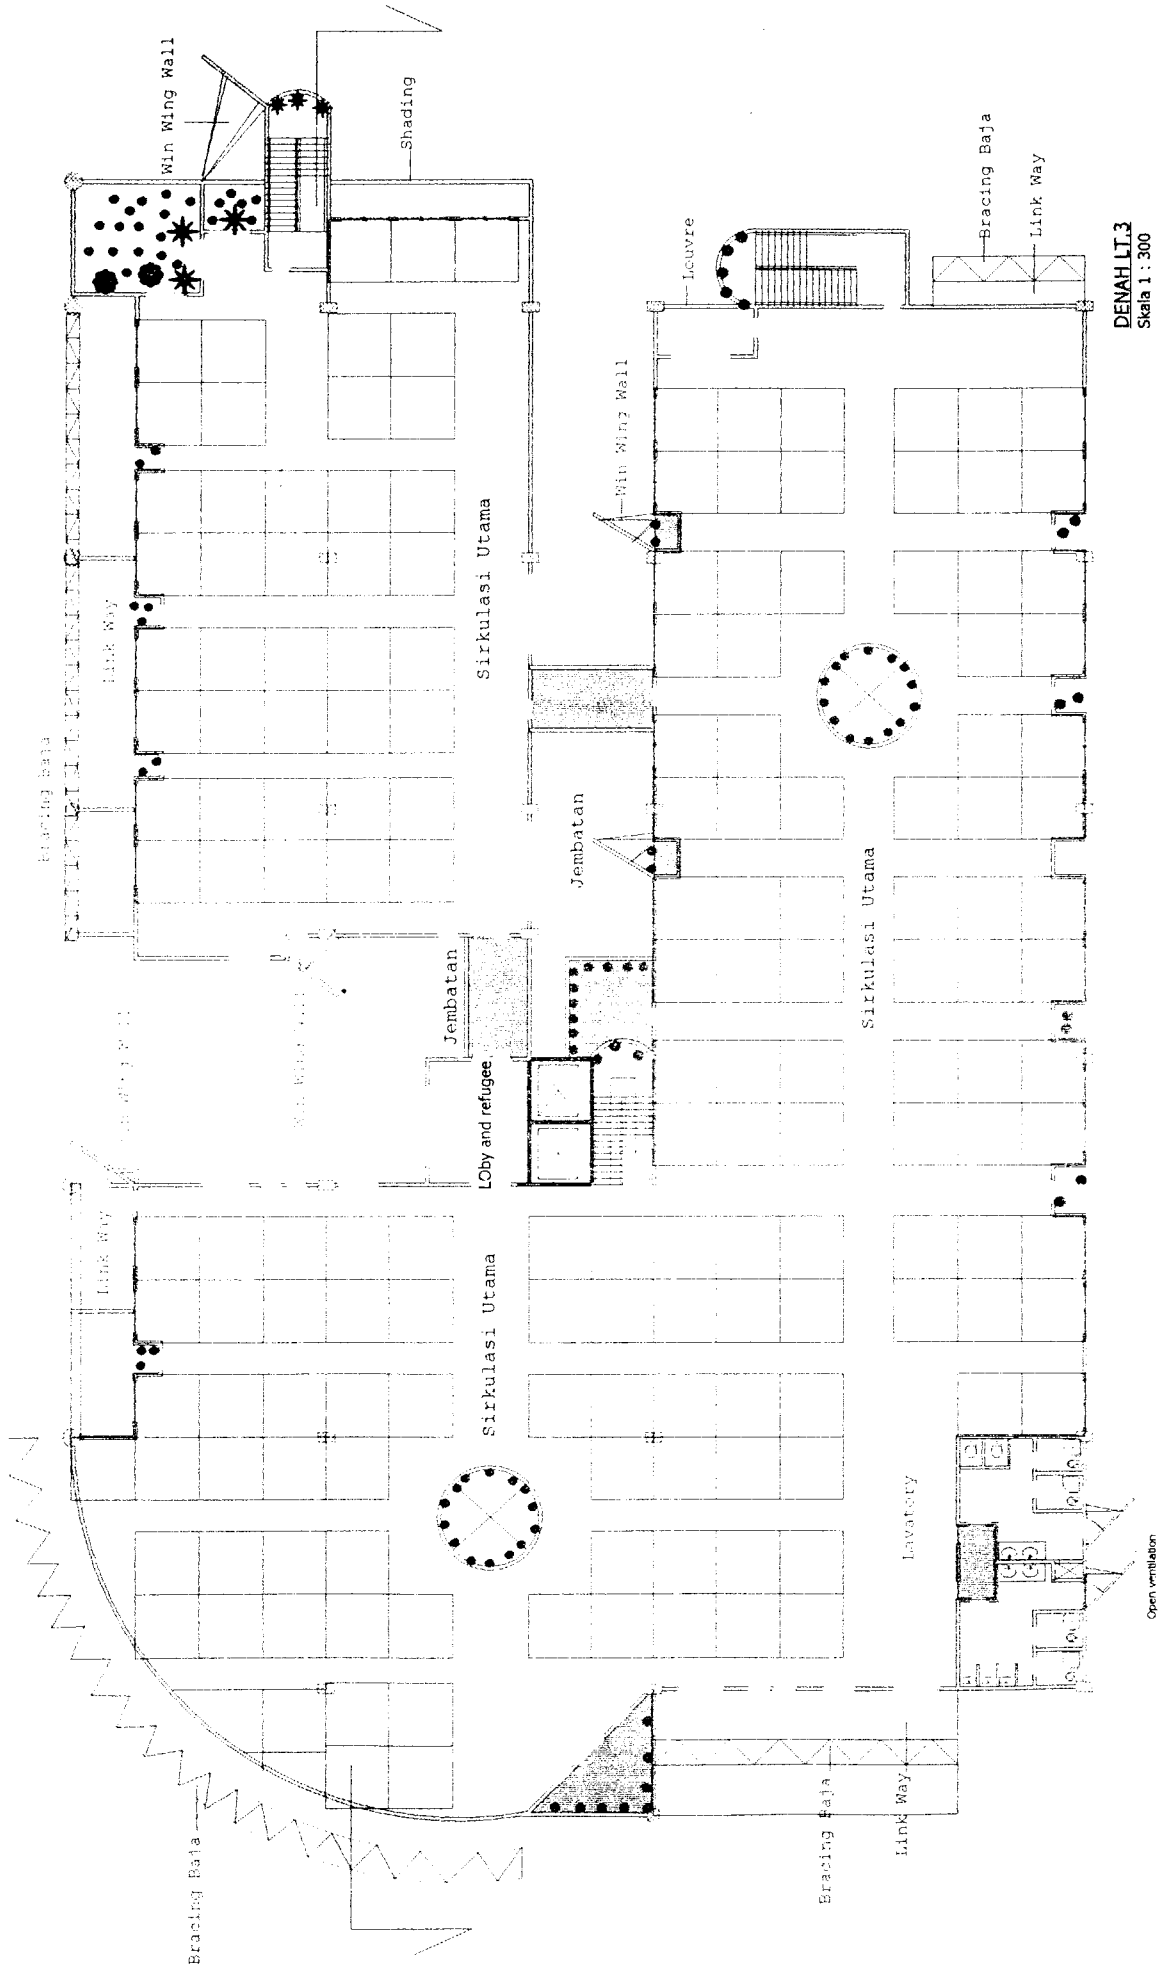 Win Wing Wall
Shading
Bracing Baja
Link Way
Sirkulasi Utama
Jembatan
Jembatan
LOby and refugee
Louvre
Win Wing Wall
Bracing Baja
Link Way
Sirkulasi Utama
Link Way
Sirkulasi Utama
Lavatory
Bracing Baja
Bracing Baja
Link Way
Open ventilation
DENAH LT.3
Skala 1 : 300